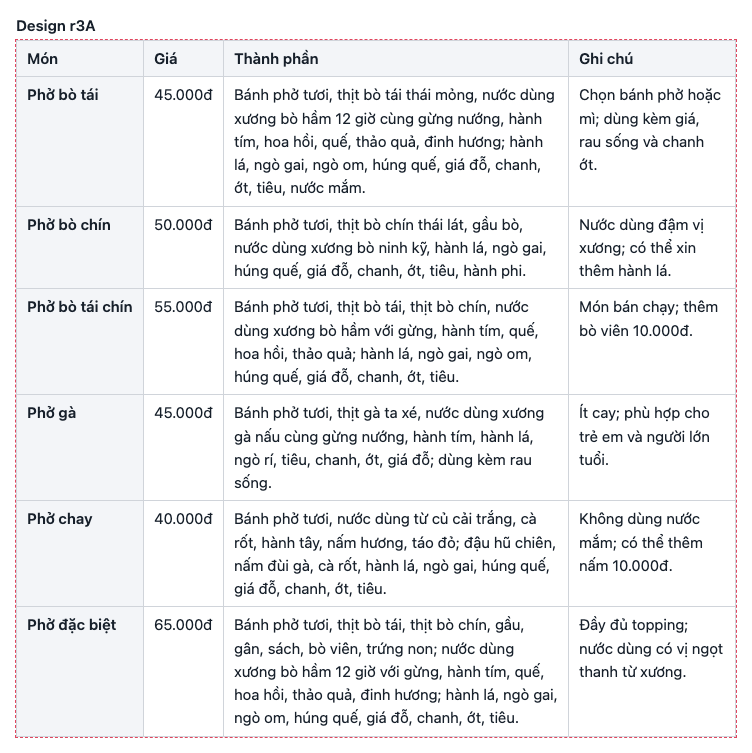 Design r3A
Món Giá Thành phần Ghi chú
Phở bò tái 45.000đ Bánh phở tươi, thịt bò tái thái mỏng, nước dùng Chọn bánh phở hoặc
xương bò hầm 12 giờ cùng gừng nướng, hành mì; dùng kèm giá,
tím, hoa hồi, quế, thảo quả, đinh hương; hành rau sống và chanh
lá, ngò gai, ngò om, húng quế, giá đỗ, chanh, ớt.
ớt, tiêu, nước mắm.
Phở bò chín 50.000đ Bánh phở tươi, thịt bò chín thái lát, gầu bò, Nước dùng đậm vị
nước dùng xương bò ninh kỹ, hành lá, ngò gai, xương; có thể xin
húng quế, giá đỗ, chanh, ớt, tiêu, hành phi. thêm hành lá.
Phở bò tái chín 55.000đ Bánh phở tươi, thịt bò tái, thịt bò chín, nước Món bán chạy; thêm
dùng xương bò hầm với gừng, hành tím, quế, bò viên 10.000đ.
hoa hồi, thảo quả; hành lá, ngò gai, ngò om,
húng quế, giá đỗ, chanh, ớt, tiêu.
Phở gà 45.000đ Bánh phở tươi, thịt gà ta xé, nước dùng xương Ít cay; phù hợp cho
gà nấu cùng gừng nướng, hành tím, hành lá, trẻ em và người lớn
ngò rí, tiêu, chanh, ớt, giá đỗ; dùng kèm rau tuổi.
sống.
Phở chay 40.000đ Bánh phở tươi, nước dùng từ củ cải trắng, cà Không dùng nước
rốt, hành tây, nấm hương, táo đỏ; đậu hũ chiên, mắm; có thể thêm
nấm đùi gà, cà rốt, hành lá, ngò gai, húng quế, nấm 10.000đ.
giá đỗ, chanh, ớt, tiêu.
Phở đặc biệt 65.000đ Bánh phở tươi, thịt bò tái, thịt bò chín, gầu, Đầy đủ topping;
gân, sách, bò viên, trứng non; nước dùng nước dùng có vị ngọt
xương bò hầm 12 giờ với gừng, hành tím, quế, thanh từ xương.
hoa hồi, thảo quả, đinh hương; hành lá, ngò gai,
ngò om, húng quế, giá đỗ, chanh, ớt, tiêu.